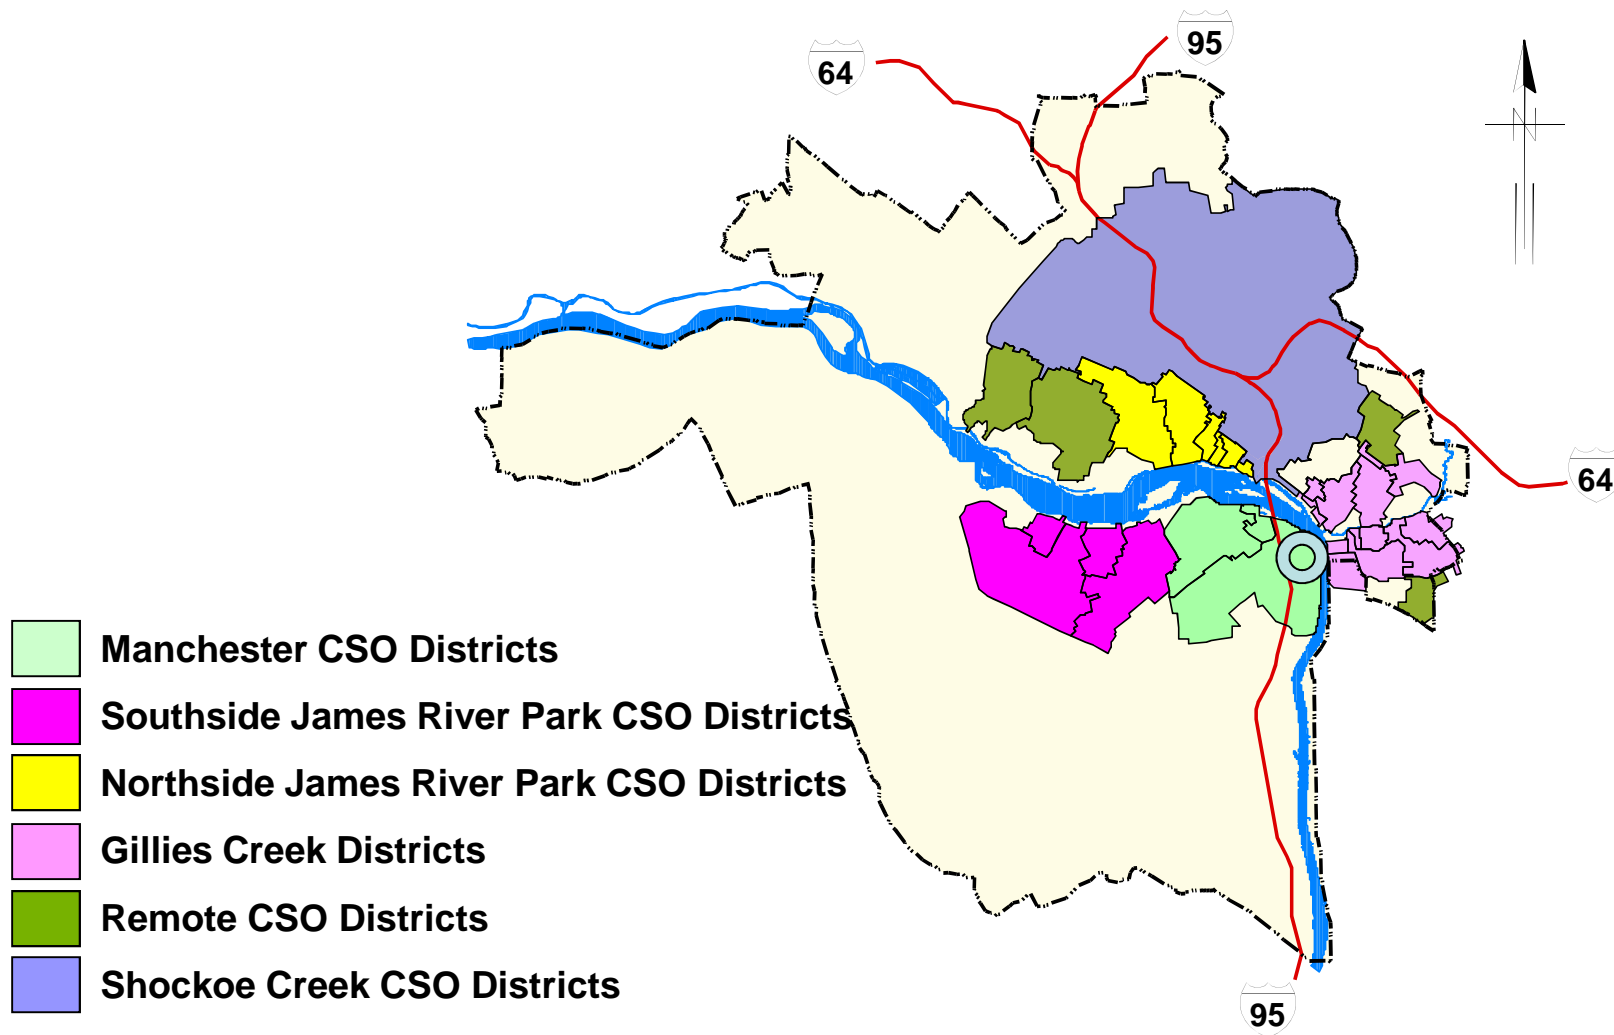 95
64
N
64
Manchester CSO Districts
Southside James River Park CSO Districts
Northside James River Park CSO Districts
Gillies Creek Districts
Remote CSO Districts
Shockoe Creek CSO Districts
95